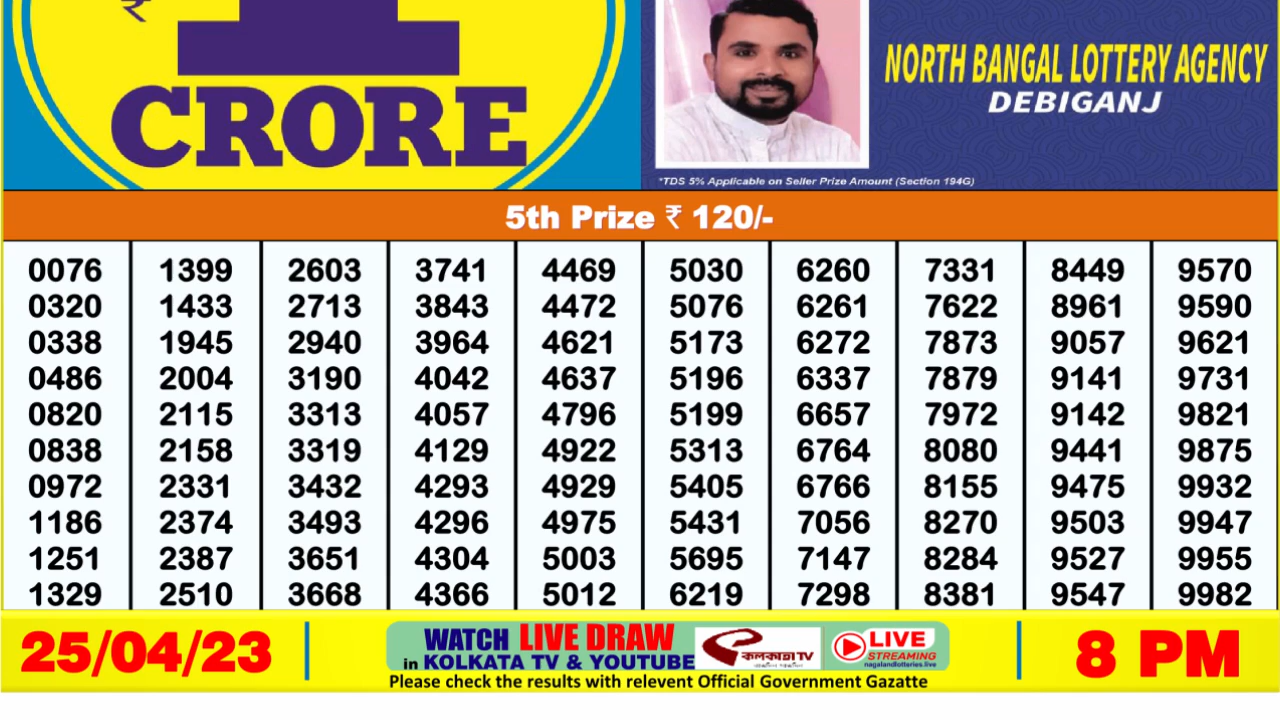 ₹
CRORE
NORTH BANGAL LOTTERY AGENCY
DEBIGANJ
*TDS 5% Applicable on Seller Prize Amount (Section 194G)
5th Prize ₹ 120/-
0076 1399 2603 3741 4469 5030 6260 7331 8449 9570
0320 1433 2713 3843 4472 5076 6261 7622 8961 9590
0338 1945 2940 3964 4621 5173 6272 7873 9057 9621
0486 2004 3190 4042 4637 5196 6337 7879 9141 9731
0820 2115 3313 4057 4796 5199 6657 7972 9142 9821
0838 2158 3319 4129 4922 5313 6764 8080 9441 9875
0972 2331 3432 4293 4929 5405 6766 8155 9475 9932
1186 2374 3493 4296 4975 5431 7056 8270 9503 9947
1251 2387 3651 4304 5003 5695 7147 8284 9527 9955
1329 2510 3668 4366 5012 6219 7298 8381 9547 9982
25/04/23
WATCH LIVE DRAW
in KOLKATA TV & YOUTUBE
কলকাতা TV
LIVE
STREAMING
nagalandlotteries.live
8 PM
Please check the results with relevent Official Government Gazatte